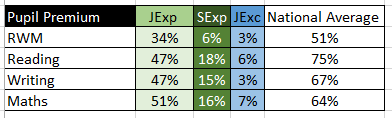 Pupil Premium JExp SExp JExc National Average
RWM 34% 6% 3% 51%
Reading 47% 18% 6% 75%
Writing 47% 15% 3% 67%
Maths 51% 16% 7% 64%